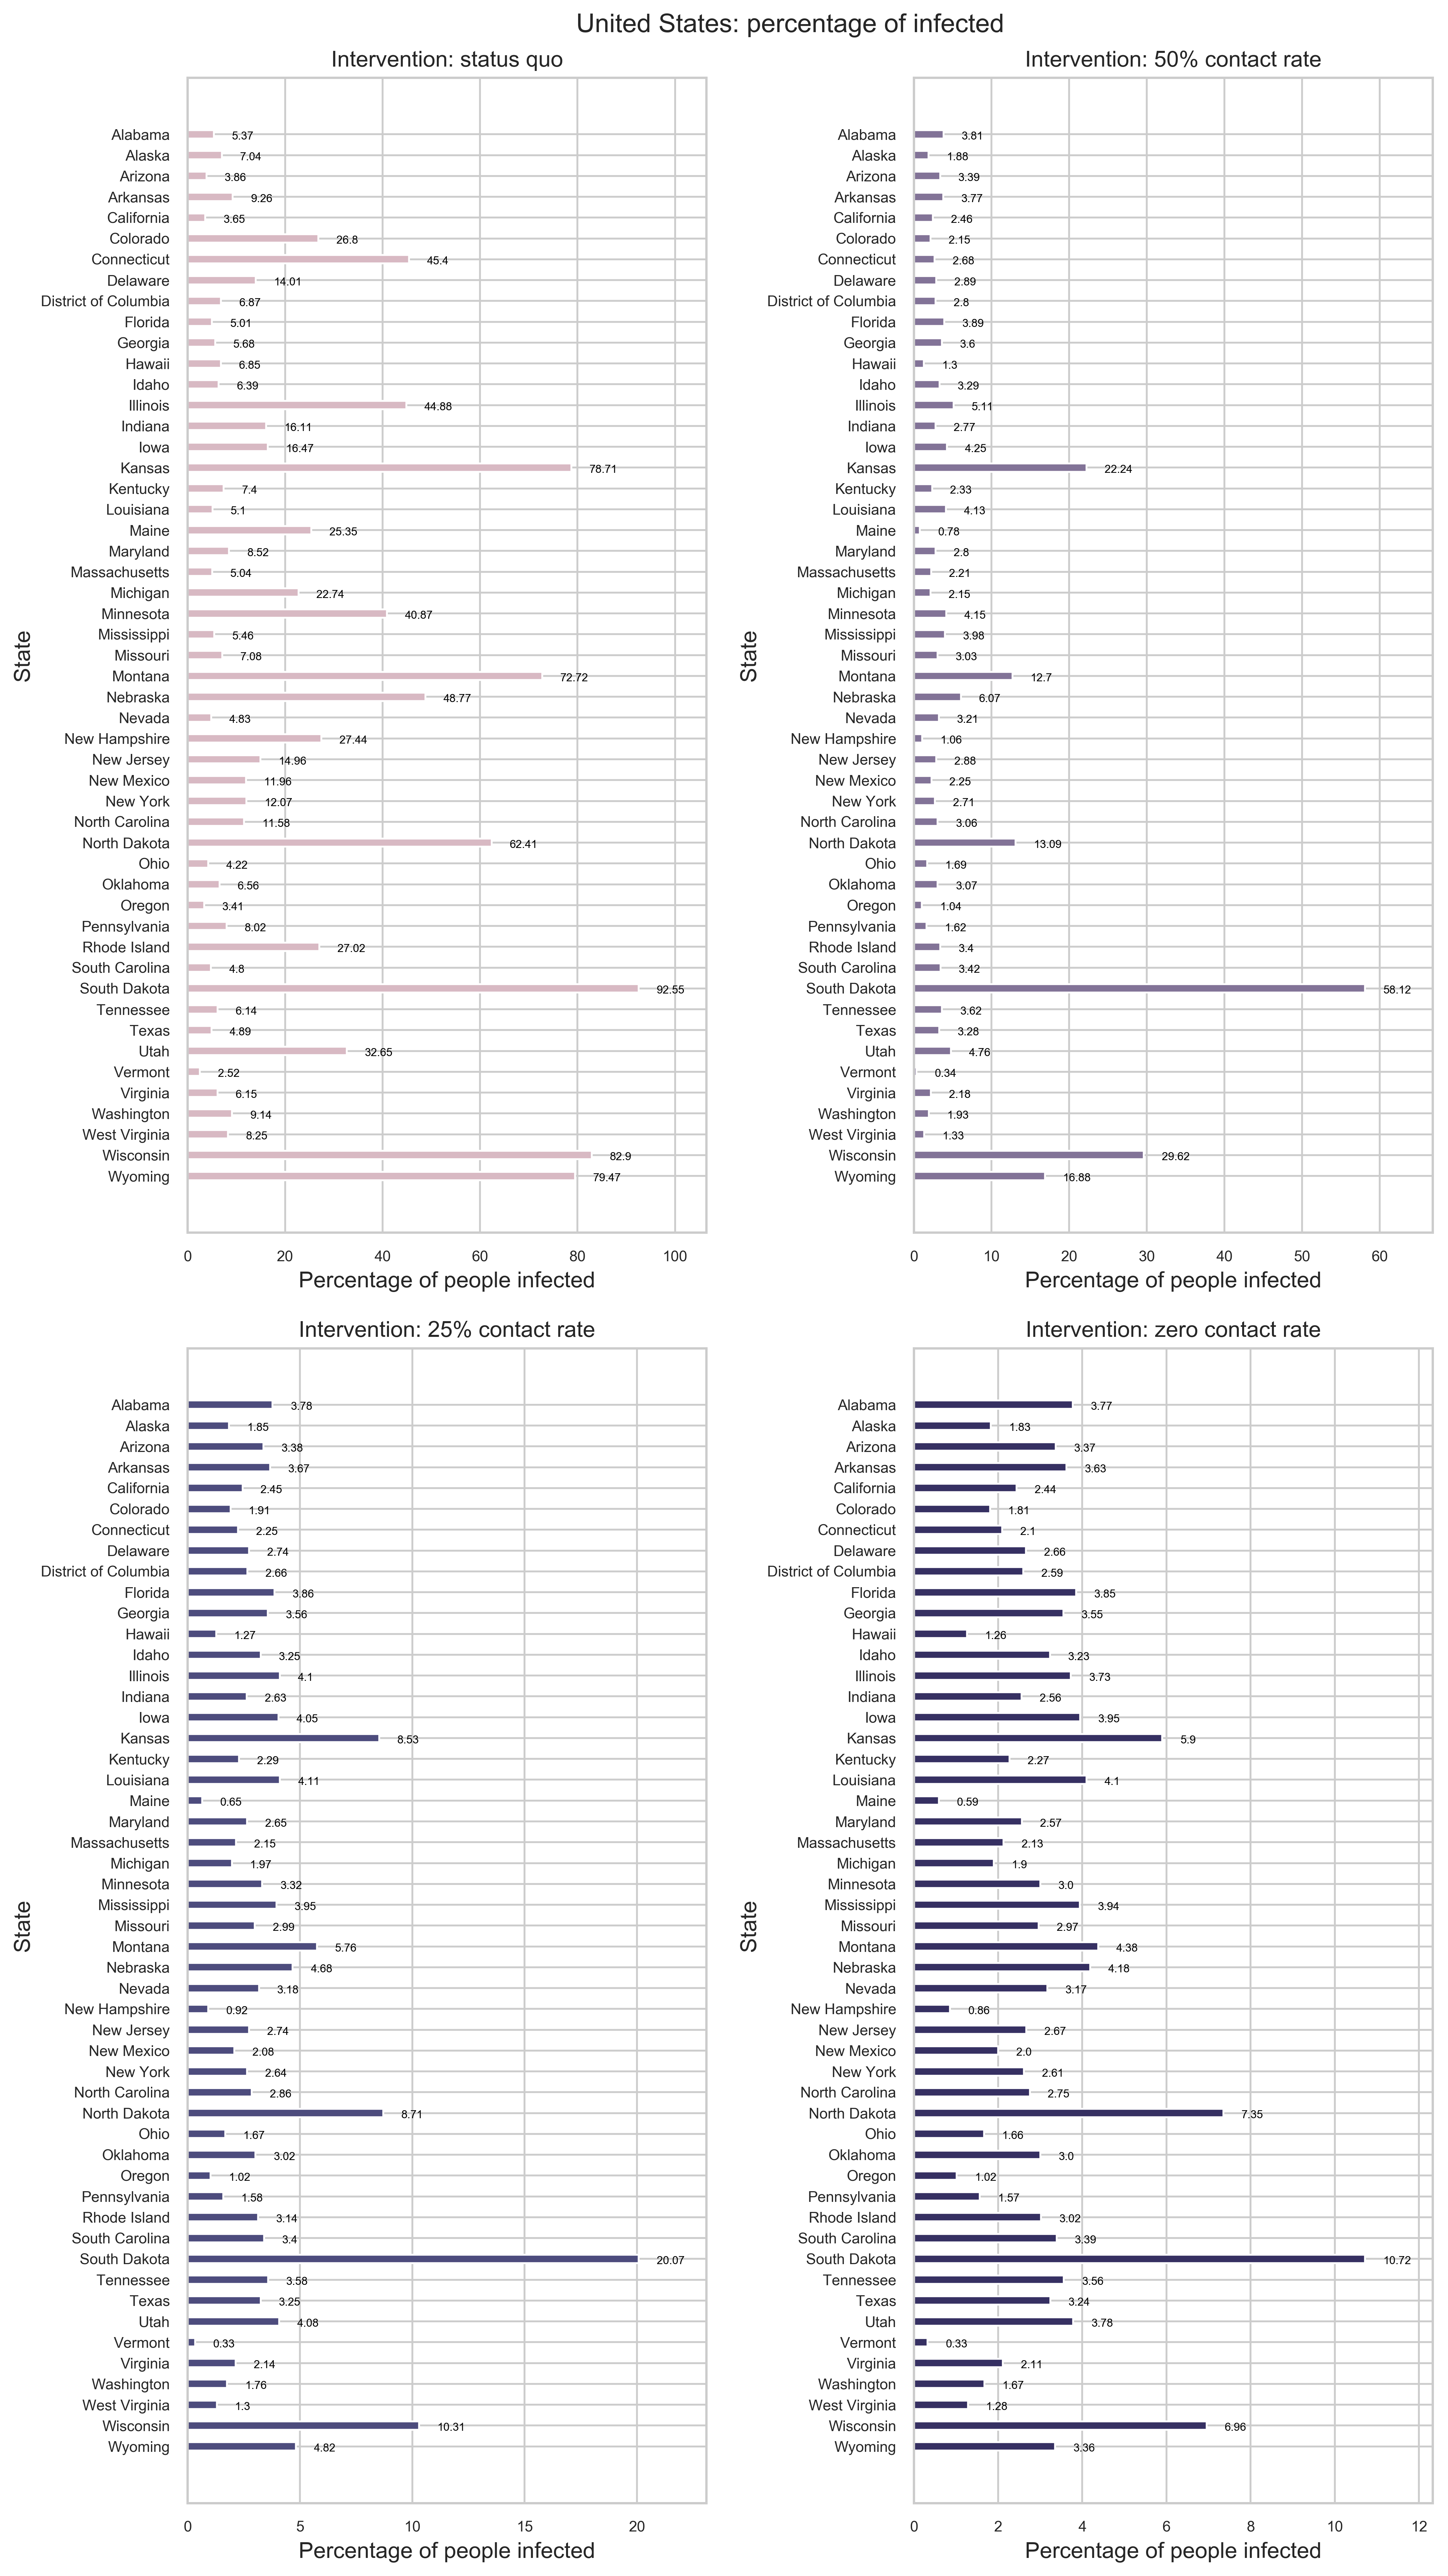 United States: percentage of infected
Intervention: status quo
Alabama 5.37
Alaska 7.04
Arizona 3.86
Arkansas 9.26
California 3.65
Colorado 26.8
Connecticut 45.4
Delaware 14.01
District of Columbia 6.87
Florida 5.01
Georgia 5.68
Hawaii 6.85
Idaho 6.39
Illinois 44.88
Indiana 16.11
Iowa 16.47
Kansas 78.71
Kentucky 7.4
Louisiana 5.1
Maine 25.35
Maryland 8.52
Massachusetts 5.04
Michigan 22.74
Minnesota 40.87
Mississippi 5.46
Missouri 7.08
Montana 72.72
Nebraska 48.77
Nevada 4.83
New Hampshire 27.44
New Jersey 14.96
New Mexico 11.96
New York 12.07
North Carolina 11.58
North Dakota 62.41
Ohio 4.22
Oklahoma 6.56
Oregon 3.41
Pennsylvania 8.02
Rhode Island 27.02
South Carolina 4.8
South Dakota 92.55
Tennessee 6.14
Texas 4.89
Utah 32.65
Vermont 2.52
Virginia 6.15
Washington 9.14
West Virginia 8.25
Wisconsin 82.9
Wyoming 79.47
State
0 20 40 60 80 100
Percentage of people infected
Intervention: 50% contact rate
Alabama 3.81
Alaska 1.88
Arizona 3.39
Arkansas 3.77
California 2.46
Colorado 2.15
Connecticut 2.68
Delaware 2.89
District of Columbia 2.8
Florida 3.89
Georgia 3.6
Hawaii 1.3
Idaho 3.29
Illinois 5.11
Indiana 2.77
Iowa 4.25
Kansas 22.24
Kentucky 2.33
Louisiana 4.13
Maine 0.78
Maryland 2.8
Massachusetts 2.21
Michigan 2.15
Minnesota 4.15
Mississippi 3.98
Missouri 3.03
Montana 12.7
Nebraska 6.07
Nevada 3.21
New Hampshire 1.06
New Jersey 2.88
New Mexico 2.25
New York 2.71
North Carolina 3.06
North Dakota 13.09
Ohio 1.69
Oklahoma 3.07
Oregon 1.04
Pennsylvania 1.62
Rhode Island 3.4
South Carolina 3.42
South Dakota 58.12
Tennessee 3.62
Texas 3.28
Utah 4.76
Vermont 0.34
Virginia 2.18
Washington 1.93
West Virginia 1.33
Wisconsin 29.62
Wyoming 16.88
State
0 10 20 30 40 50 60
Percentage of people infected
Intervention: 25% contact rate
Alabama 3.78
Alaska 1.85
Arizona 3.38
Arkansas 3.67
California 2.45
Colorado 1.91
Connecticut 2.25
Delaware 2.74
District of Columbia 2.66
Florida 3.86
Georgia 3.56
Hawaii 1.27
Idaho 3.25
Illinois 4.1
Indiana 2.63
Iowa 4.05
Kansas 8.53
Kentucky 2.29
Louisiana 4.11
Maine 0.65
Maryland 2.65
Massachusetts 2.15
Michigan 1.97
Minnesota 3.32
Mississippi 3.95
Missouri 2.99
Montana 5.76
Nebraska 4.68
Nevada 3.18
New Hampshire 0.92
New Jersey 2.74
New Mexico 2.08
New York 2.64
North Carolina 2.86
North Dakota 8.71
Ohio 1.67
Oklahoma 3.02
Oregon 1.02
Pennsylvania 1.58
Rhode Island 3.14
South Carolina 3.4
South Dakota 20.07
Tennessee 3.58
Texas 3.25
Utah 4.08
Vermont 0.33
Virginia 2.14
Washington 1.76
West Virginia 1.3
Wisconsin 10.31
Wyoming 4.82
State
0 5 10 15 20
Percentage of people infected
Intervention: zero contact rate
Alabama 3.77
Alaska 1.83
Arizona 3.37
Arkansas 3.63
California 2.44
Colorado 1.81
Connecticut 2.1
Delaware 2.66
District of Columbia 2.59
Florida 3.85
Georgia 3.55
Hawaii 1.26
Idaho 3.23
Illinois 3.73
Indiana 2.56
Iowa 3.95
Kansas 5.9
Kentucky 2.27
Louisiana 4.1
Maine 0.59
Maryland 2.57
Massachusetts 2.13
Michigan 1.9
Minnesota 3.0
Mississippi 3.94
Missouri 2.97
Montana 4.38
Nebraska 4.18
Nevada 3.17
New Hampshire 0.86
New Jersey 2.67
New Mexico 2.0
New York 2.61
North Carolina 2.75
North Dakota 7.35
Ohio 1.66
Oklahoma 3.0
Oregon 1.02
Pennsylvania 1.57
Rhode Island 3.02
South Carolina 3.39
South Dakota 10.72
Tennessee 3.56
Texas 3.24
Utah 3.78
Vermont 0.33
Virginia 2.11
Washington 1.67
West Virginia 1.28
Wisconsin 6.96
Wyoming 3.36
State
0 2 4 6 8 10 12
Percentage of people infected